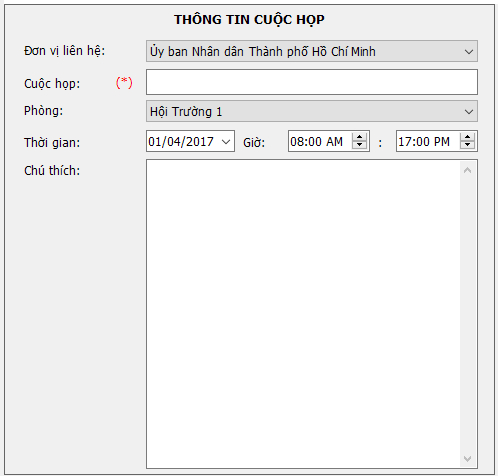 THÔNG TIN CUỘC HỌP
Đơn vị liên hệ: Ủy ban Nhân dân Thành phố Hồ Chí Minh
Cuộc họp: (*)
Phòng: Hội Trường 1
Thời gian: 01/04/2017 Giờ: 08:00 AM : 17:00 PM
Chú thích: